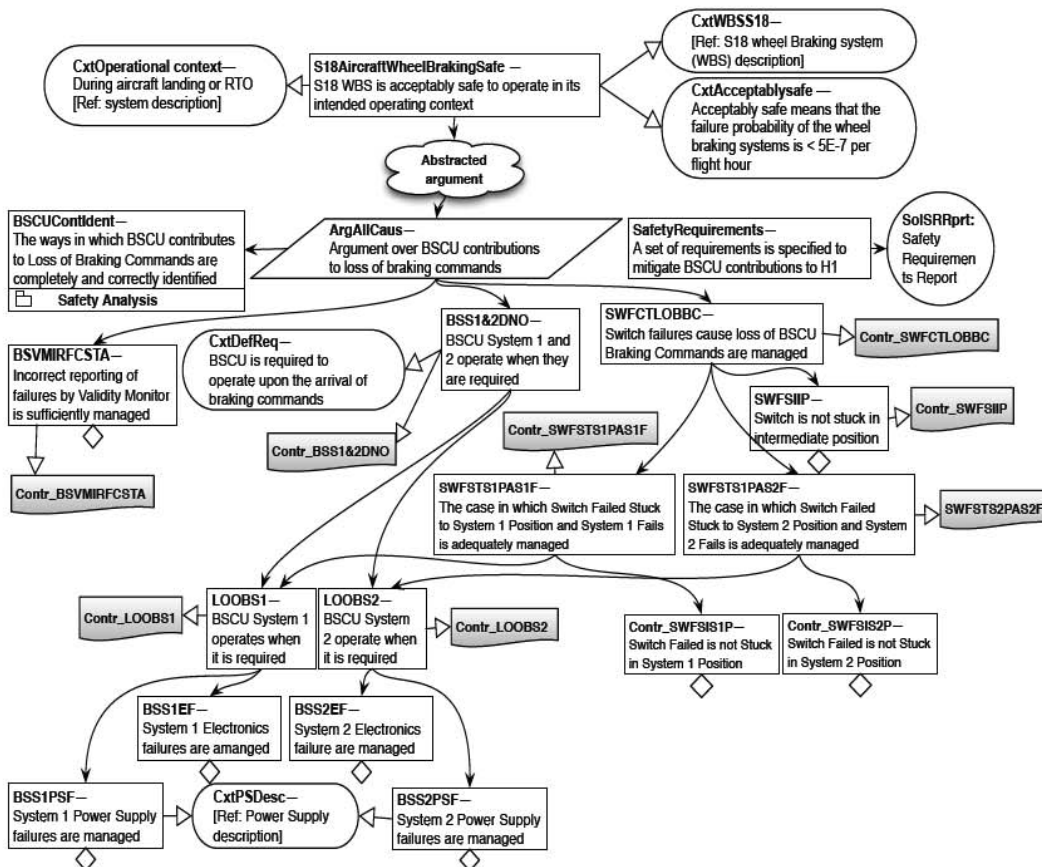 CxtWBSS18—
[Ref: S18 wheel Braking system
(WBS) description]
CxtOperational context—
During aircraft landing or RTO
[Ref: system description]
S18AircraftWheelBrakingSafe —
S18 WBS is acceptably safe to operate in its
intended operating context
CxtAcceptablysafe —
Acceptably safe means that the
failure probability of the wheel
braking systems is < 5E-7 per
flight hour
Abstracted
argument
BSCUContIdent—
The ways in which BSCU contributes
to Loss of Braking Commands are
completely and correctly identified
Safety Analysis
ArgAllCaus—
Argument over BSCU contributions
to loss of braking commands
SafetyRequirements—
A set of requirements is specified to
mitigate BSCU contributions to H1
SolSRRprt:
Safety
Requiremen
ts Report
BSVMIRFCSTA—
Incorrect reporting of
failures by Validity Monitor
is sufficiently managed
CxtDefReq—
BSCU is required to
operate upon the arrival of
braking commands
BSS1&2DNO—
BSCU System 1 and
2 operate when they
are required
SWFCTLOBBC—
Switch failures cause loss of BSCU
Braking Commands are managed
Contr_SWFCTLOBBC
SWFSIIP—
Switch is not stuck in
intermediate position
Contr_SWFSIIP
Contr_SWFSTS1PAS1F
Contr_BSS1&2DNO
Contr_BSVMIRFCSTA
SWFSTS1PAS1F—
The case in which Switch Failed Stuck
to System 1 Position and System 1 Fails
is adequately managed
SWFSTS1PAS2F—
The case in which Switch Failed
Stuck to System 2 Position and System
2 Fails is adequately managed
SWFSTS2PAS2F
Contr_LOOBS1
LOOBS1—
BSCU System 1
operates when
it is required
LOOBS2—
BSCU System
2 operate when
it is required
Contr_LOOBS2
Contr_SWFSIS1P—
Switch Failed is not Stuck
in System 1 Position
Contr_SWFSIS2P—
Switch Failed is not Stuck
in System 2 Position
BSS1EF—
System 1 Electronics
failures are amanged
BSS2EF—
System 2 Electronics
failure are managed
BSS1PSF—
System 1 Power Supply
failures are managed
CxtPSDesc—
[Ref: Power Supply
description]
BSS2PSF—
System 2 Power Supply
failures are managed